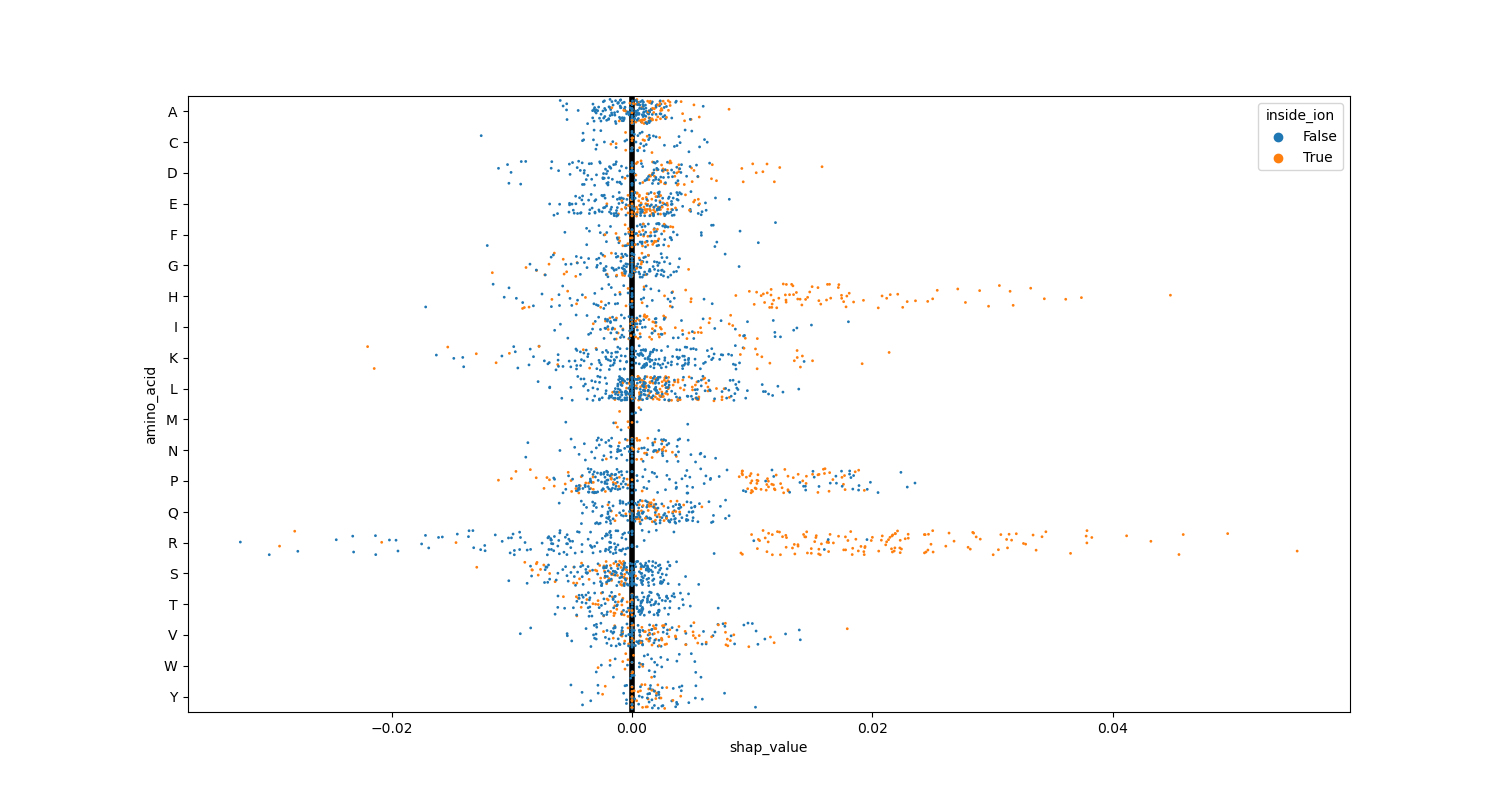 inside_ion
False
True
A
C
D
E
F
G
H
I
K
L
M
N
P
Q
R
S
T
V
W
Y
amino_acid
−0.02
0.00
0.02
0.04
shap_value